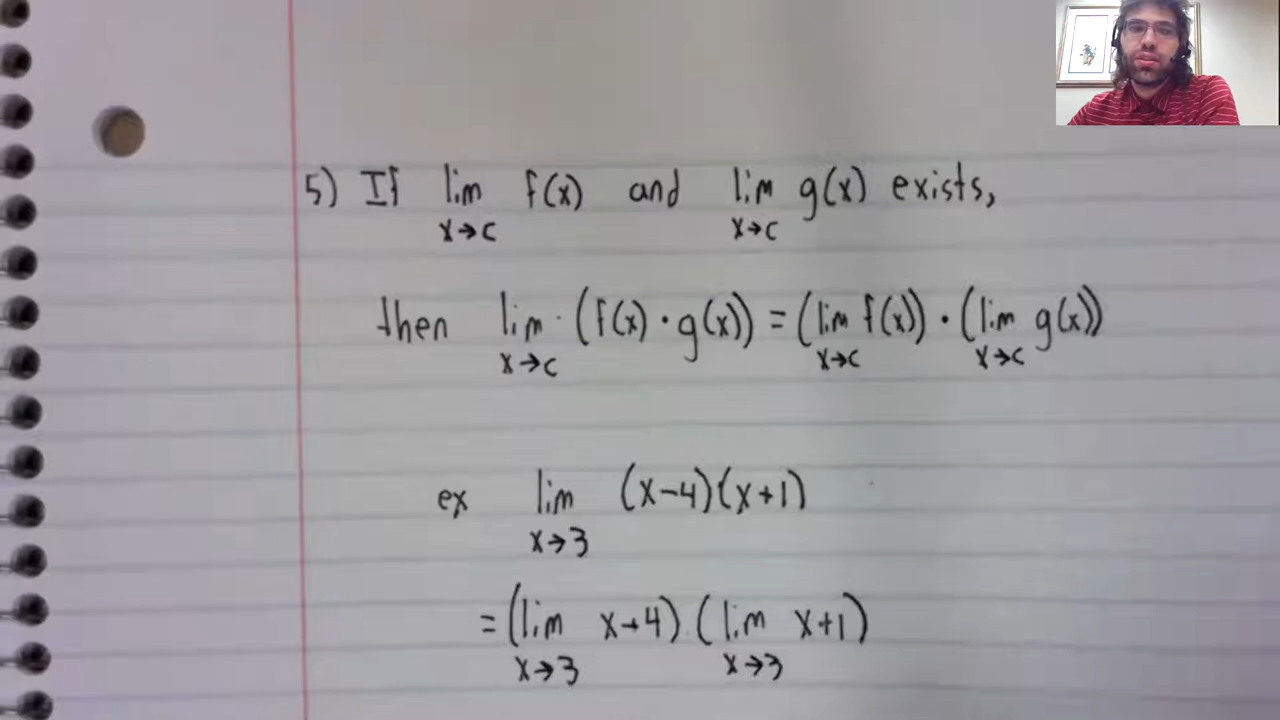 5) If lim f(x) and lim g(x) exists,
x→c x→c
then lim (f(x) · g(x)) = (lim f(x)) · (lim g(x))
x→c x→c x→c
ex lim (x-4)(x+1)
x→3
= (lim x-4) · (lim x+1)
x→3 x→3